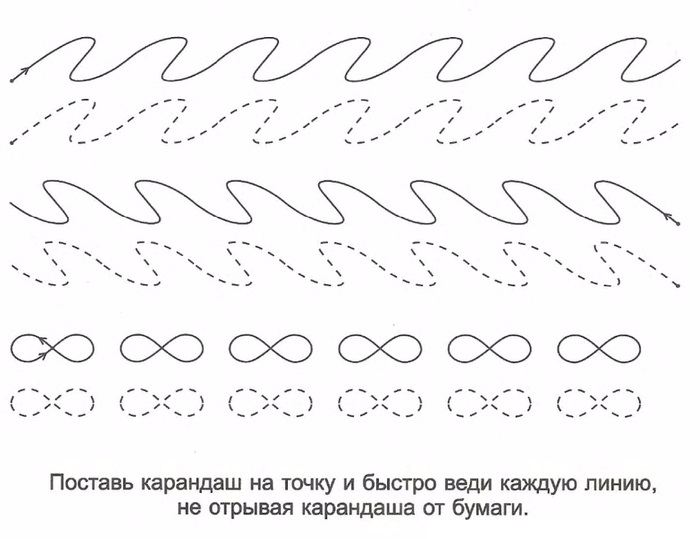 Поставь карандаш на точку и быстро веди каждую линию,
не отрывая карандаша от бумаги.